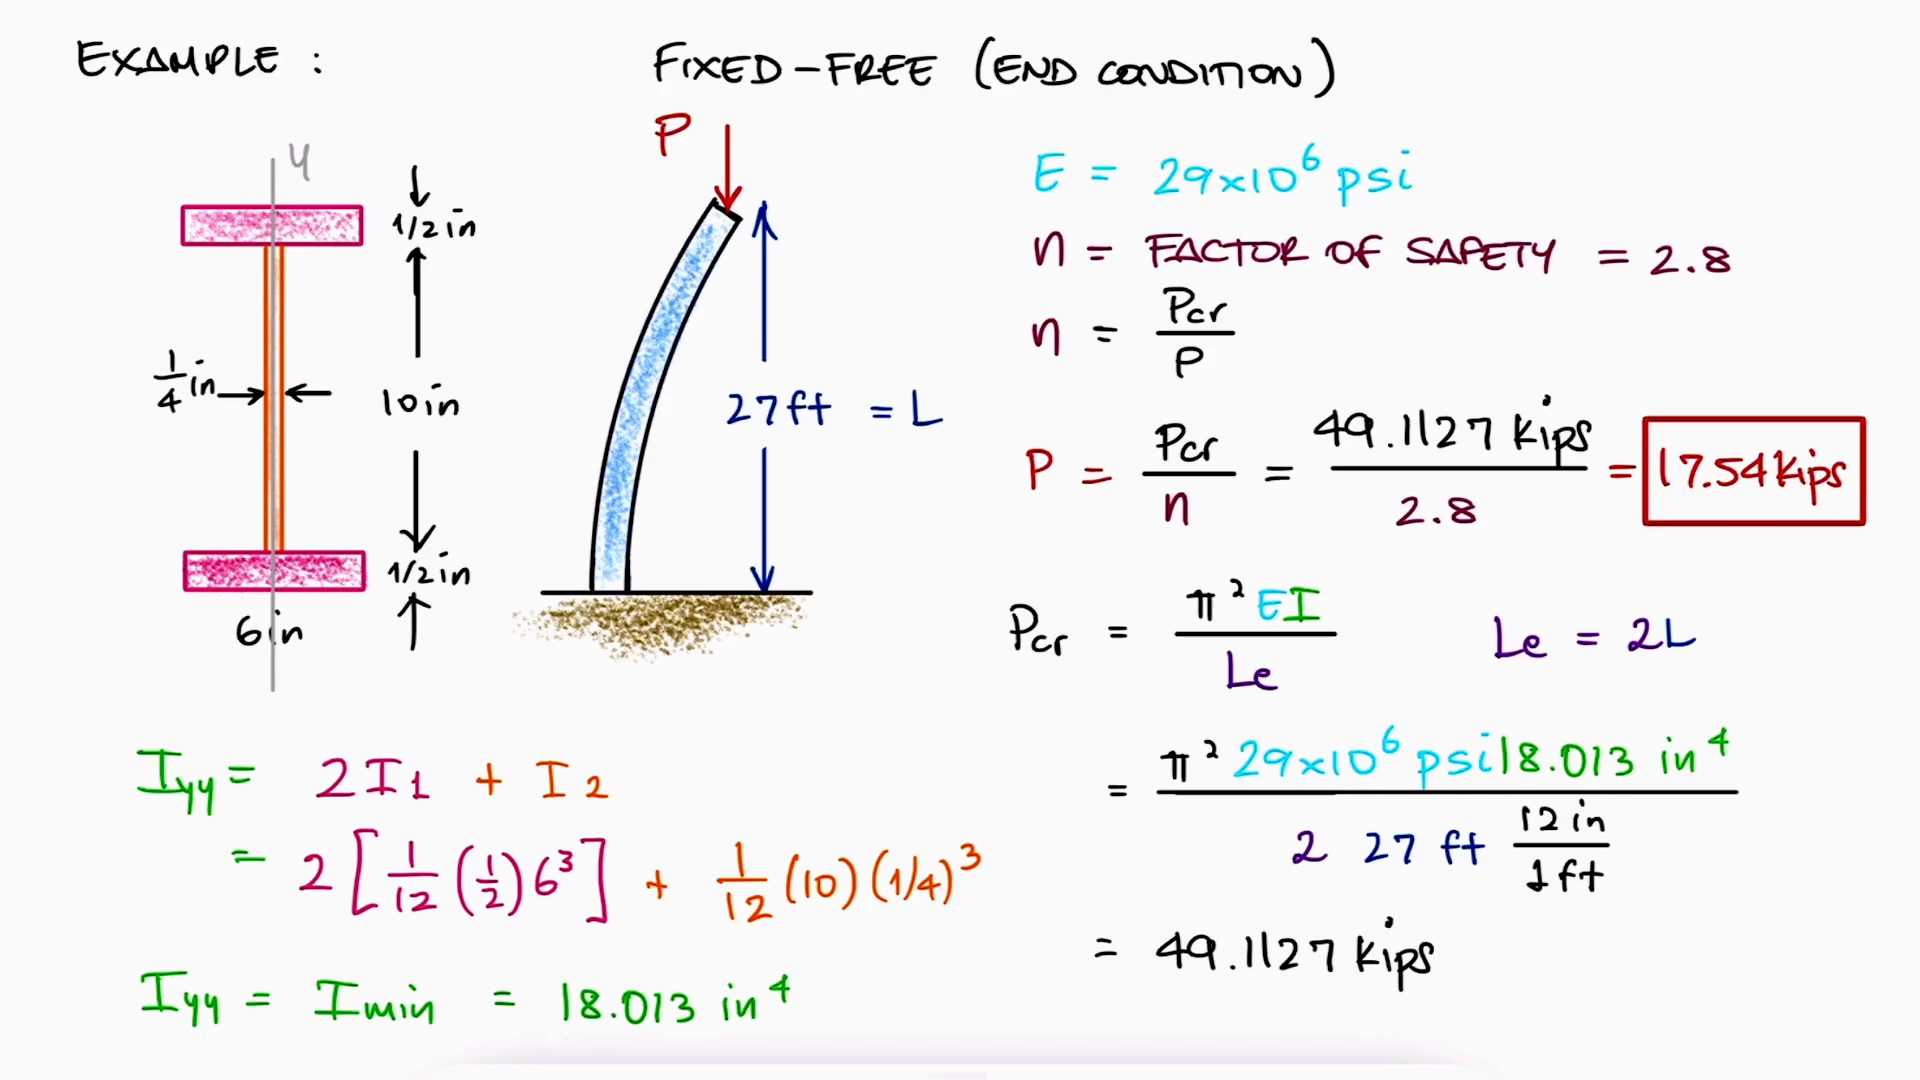 EXAMPLE :
FIXED-FREE (END CONDITION)
y
1/2 in
1/4 in
10 in
1/2 in
6 in
P
27 ft = L
E = 29x10⁶ psi
n = FACTOR OF SAFETY = 2.8
n = Pcr / P
P = Pcr / n = 49.1127 kips / 2.8 = 17.54 kips
Pcr = π² EI / Le
Le = 2L
= π² 29x10⁶ psi 18.013 in⁴ / 2 27 ft 12 in / 1 ft
= 49.1127 kips
Iyy = 2I1 + I2
= 2 [1/12 (1/2) 6³] + 1/12 (10) (1/4)³
Iyy = Imin = 18.013 in⁴